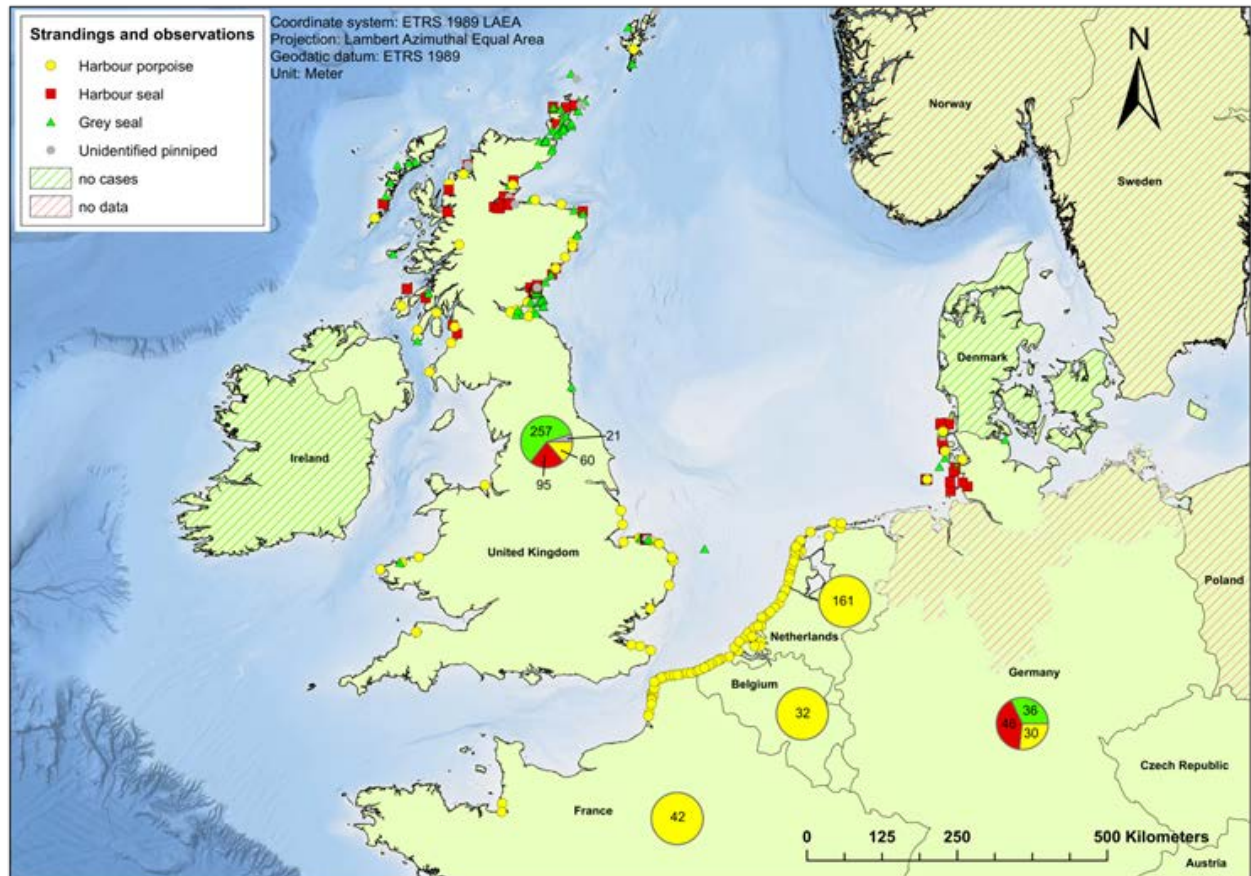 Strandings and observations
Harbour porpoise
Harbour seal
Grey seal
Unidentified pinniped
no cases
no data
Coordinate system: ETRS 1989 LAEA
Projection: Lambert Azimuthal Equal Area
Geodatic datum: ETRS 1989
Unit: Meter
N
Norway
Sweden
Denmark
Ireland
257
21
60
95
United Kingdom
Poland
161
Netherlands
Germany
Belgium
32
36
46
30
Czech Republic
France
42
0 125 250 500 Kilometers
Austria